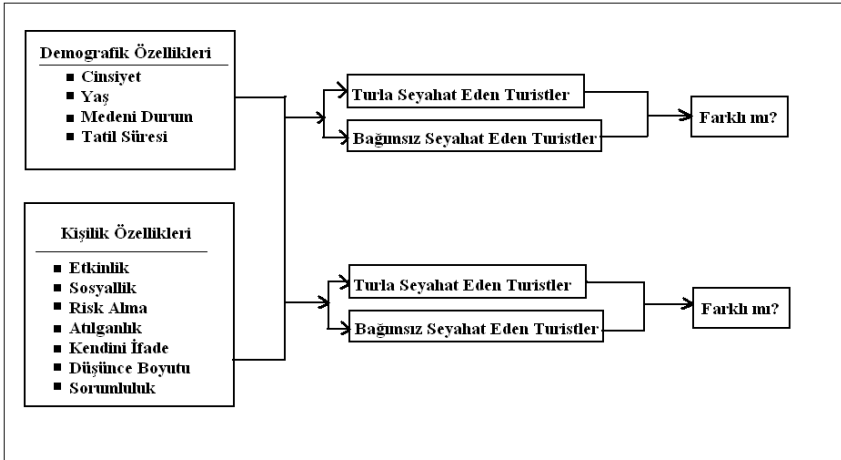 Demografik Özellikleri
Cinsiyet
Yaş
Medeni Durum
Tatil Süresi
Turla Seyahat Eden Turistler
Bağımsız Seyahat Eden Turistler
Farklı mı?
Kişilik Özellikleri
Etkinlik
Sosyallik
Risk Alma
Atılganlık
Kendini İfade
Düşünce Boyutu
Sorumluluk
Turla Seyahat Eden Turistler
Bağımsız Seyahat Eden Turistler
Farklı mı?